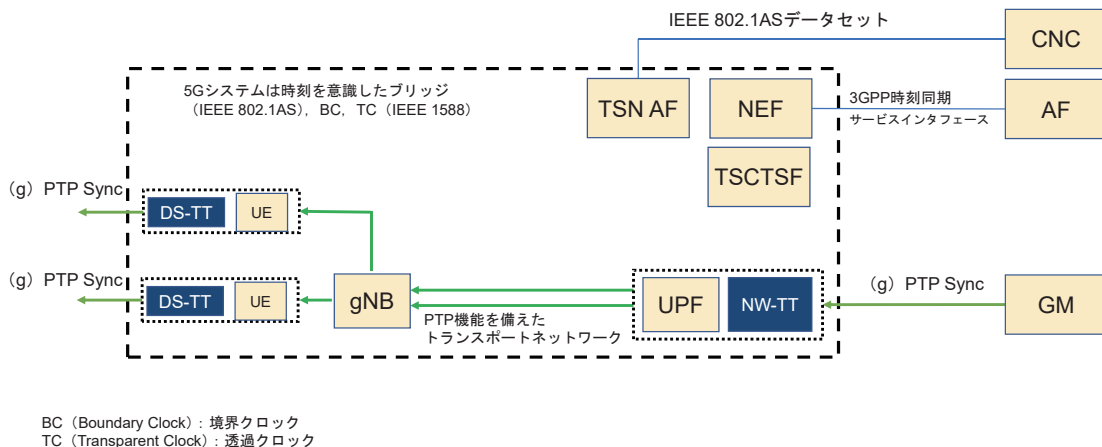 IEEE 802.1ASデータセット
CNC
5Gシステムは時刻を意識したブリッジ
（IEEE 802.1AS），BC，TC（IEEE 1588）
TSN AF
NEF
3GPP時刻同期
サービスインタフェース
AF
TSCTSF
（g）PTP Sync
DS-TT
UE
（g）PTP Sync
DS-TT
UE
gNB
PTP機能を備えた
トランスポートネットワーク
UPF
NW-TT
（g）PTP Sync
GM
BC（Boundary Clock）：境界クロック
TC（Transparent Clock）：透過クロック